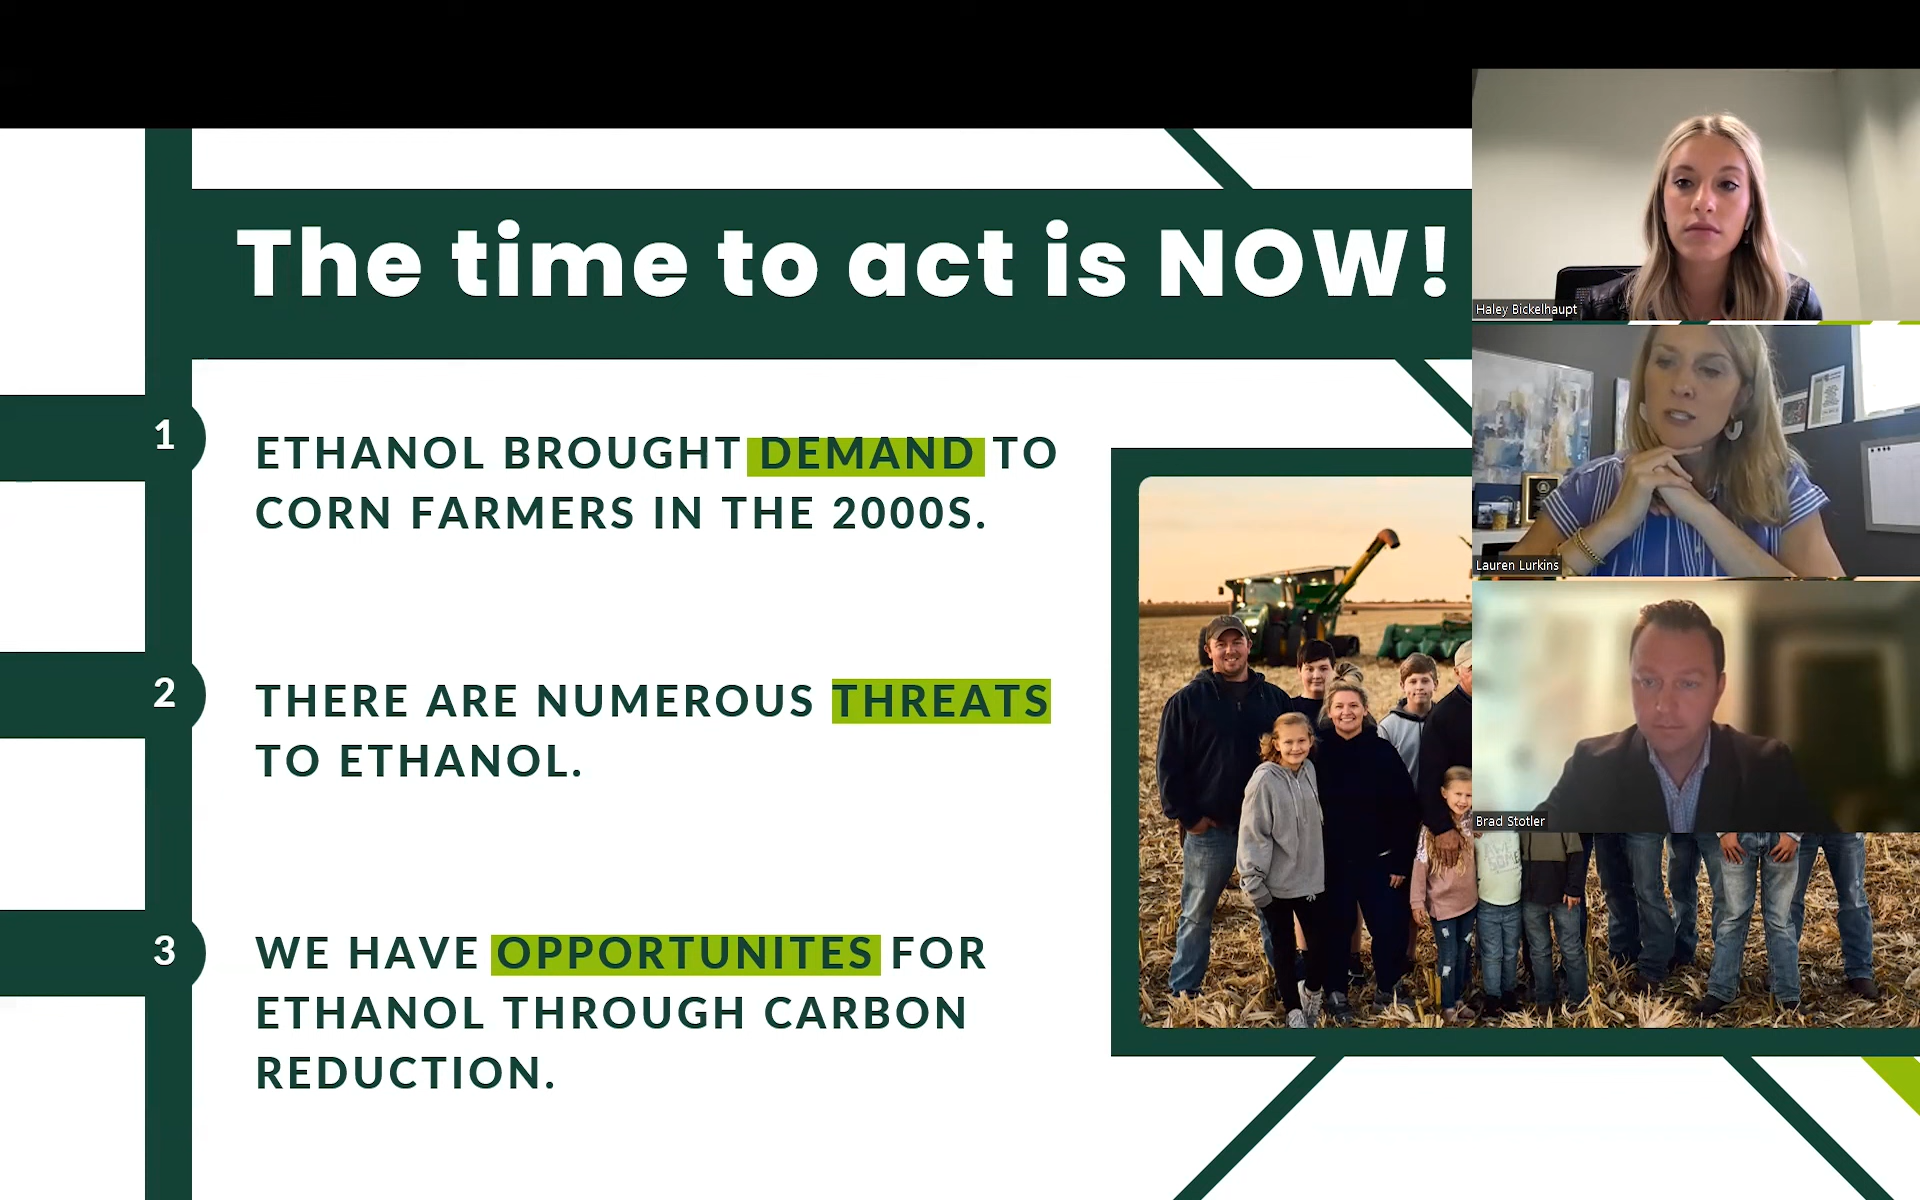 The time to act is NOW!
1
ETHANOL BROUGHT DEMAND TO
CORN FARMERS IN THE 2000S.
2
THERE ARE NUMEROUS THREATS
TO ETHANOL.
3
WE HAVE OPPORTUNITES FOR
ETHANOL THROUGH CARBON
REDUCTION.
Haley Bickelhaupt
Lauren Lurkins
Brad Stotler
AWE
SOME